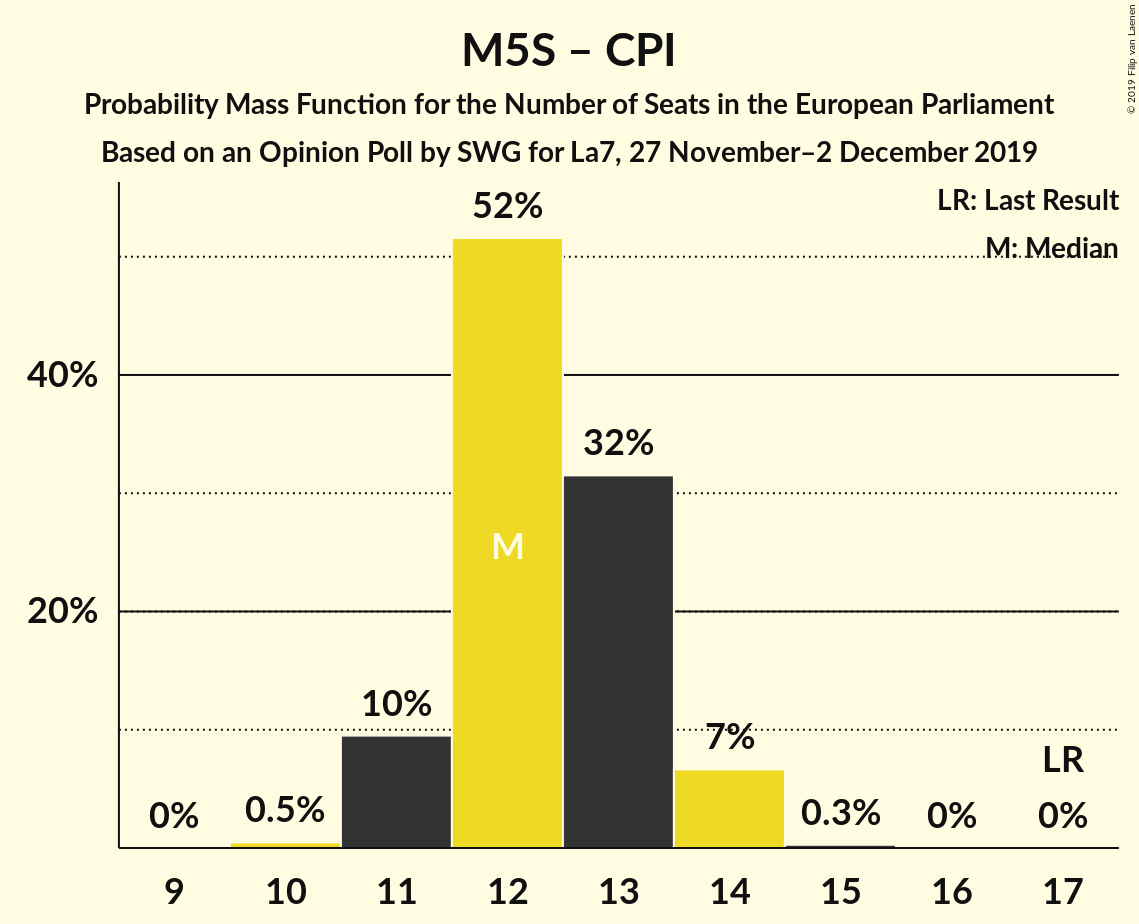 M5S – CPI
Probability Mass Function for the Number of Seats in the European Parliament
Based on an Opinion Poll by SWG for La7, 27 November–2 December 2019
© 2019 Filip van Laenen
LR: Last Result
M: Median
40%
20%
0%
0.5%
10%
52%
M
32%
7%
0.3%
0%
LR
0%
9 10 11 12 13 14 15 16 17